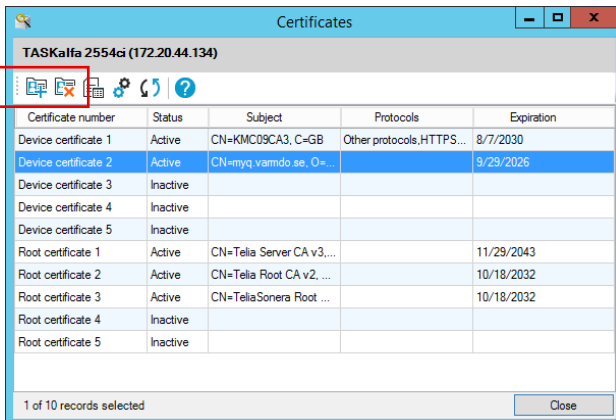 Certificates
TASKalfa 2554ci (172.20.44.134)
Certificate number Status Subject Protocols Expiration
Device certificate 1 Active CN=KMC09CA3, C=GB Other protocols,HTTPS... 8/7/2030
Device certificate 2 Active CN=myq.varmdo.se, O=... 9/29/2026
Device certificate 3 Inactive
Device certificate 4 Inactive
Device certificate 5 Inactive
Root certificate 1 Active CN=Telia Server CA v3,... 11/29/2043
Root certificate 2 Active CN=Telia Root CA v2, ... 10/18/2032
Root certificate 3 Active CN=TeliaSonera Root ... 10/18/2032
Root certificate 4 Inactive
Root certificate 5 Inactive
1 of 10 records selected Close